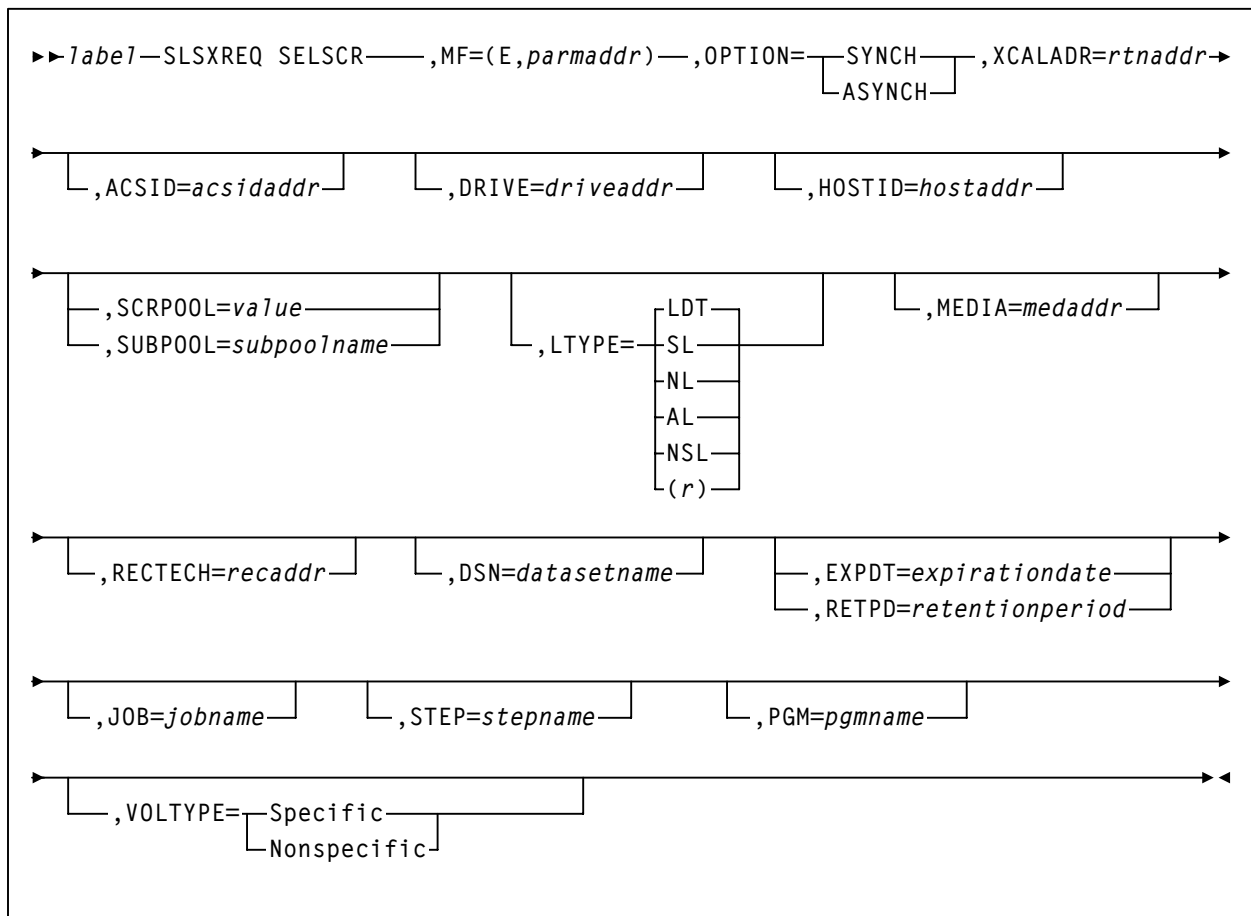 label SLSXREQ SELSCR ,MF=(E,parmaddr) ,OPTION= SYNCH ,XCALADR=rtnaddr
ASYNCH
,ACSID=acsidaddr ,DRIVE=driveaddr ,HOSTID=hostaddr
,SCRPOOL=value
,SUBPOOL=subpoolname
,LTYPE=
LDT
SL
NL
AL
NSL
(r)
,MEDIA=medaddr
,RECTECH=recaddr ,DSN=datasetname ,EXPDT=expirationdate
,RETPD=retentionperiod
,JOB=jobname ,STEP=stepname ,PGM=pgmname
,VOLTYPE= Specific
Nonspecific